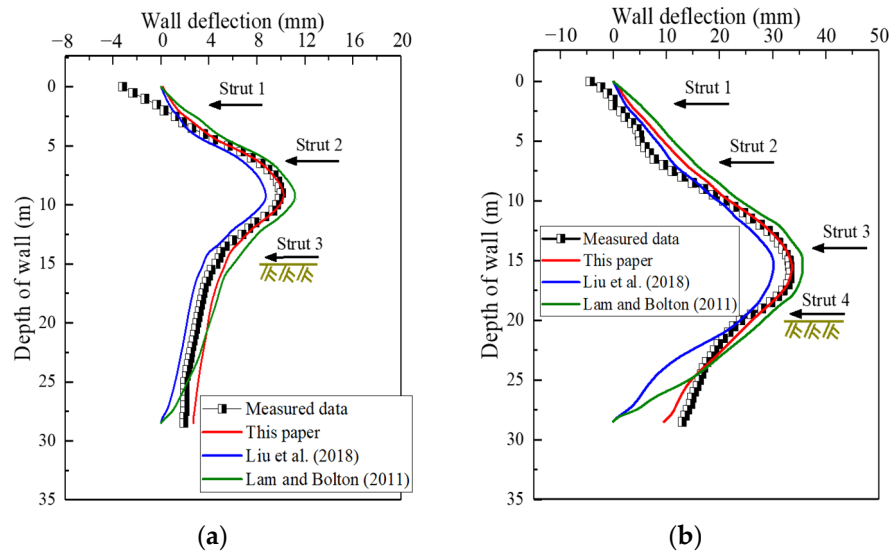 Wall deflection (mm)
−8 −4 0 4 8 12 16 20
0
5
10
15
20
25
30
35
Depth of wall (m)
Strut 1
Strut 2
Strut 3
Measured data
This paper
Liu et al. (2018)
Lam and Bolton (2011)
(a)
Wall deflection (mm)
−10 0 10 20 30 40 50
0
5
10
15
20
25
30
35
Depth of wall (m)
Strut 1
Strut 2
Strut 3
Strut 4
Measured data
This paper
Liu et al. (2018)
Lam and Bolton (2011)
(b)